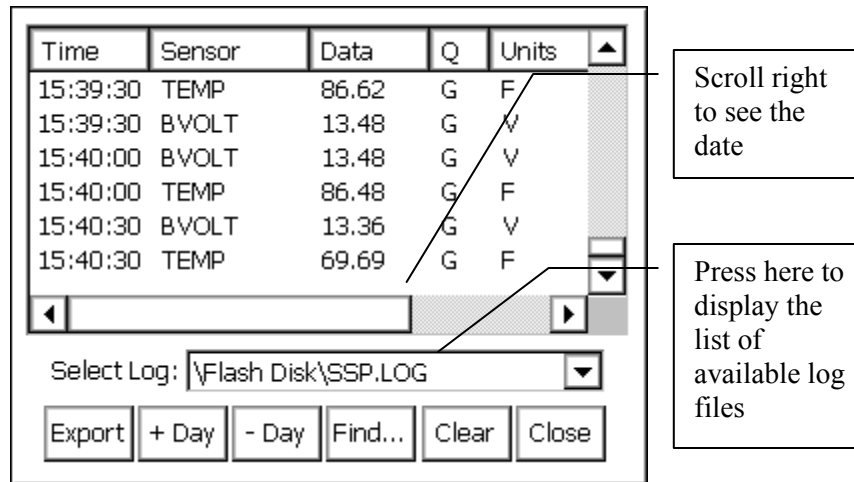 Time Sensor Data Q Units
15:39:30 TEMP 86.62 G F
15:39:30 BVOLT 13.48 G V
15:40:00 BVOLT 13.48 G V
15:40:00 TEMP 86.48 G F
15:40:30 BVOLT 13.36 G V
15:40:30 TEMP 69.69 G F
Select Log: \Flash Disk\SSP.LOG
Export + Day - Day Find... Clear Close
Scroll right
to see the
date
Press here to
display the
list of
available log
files